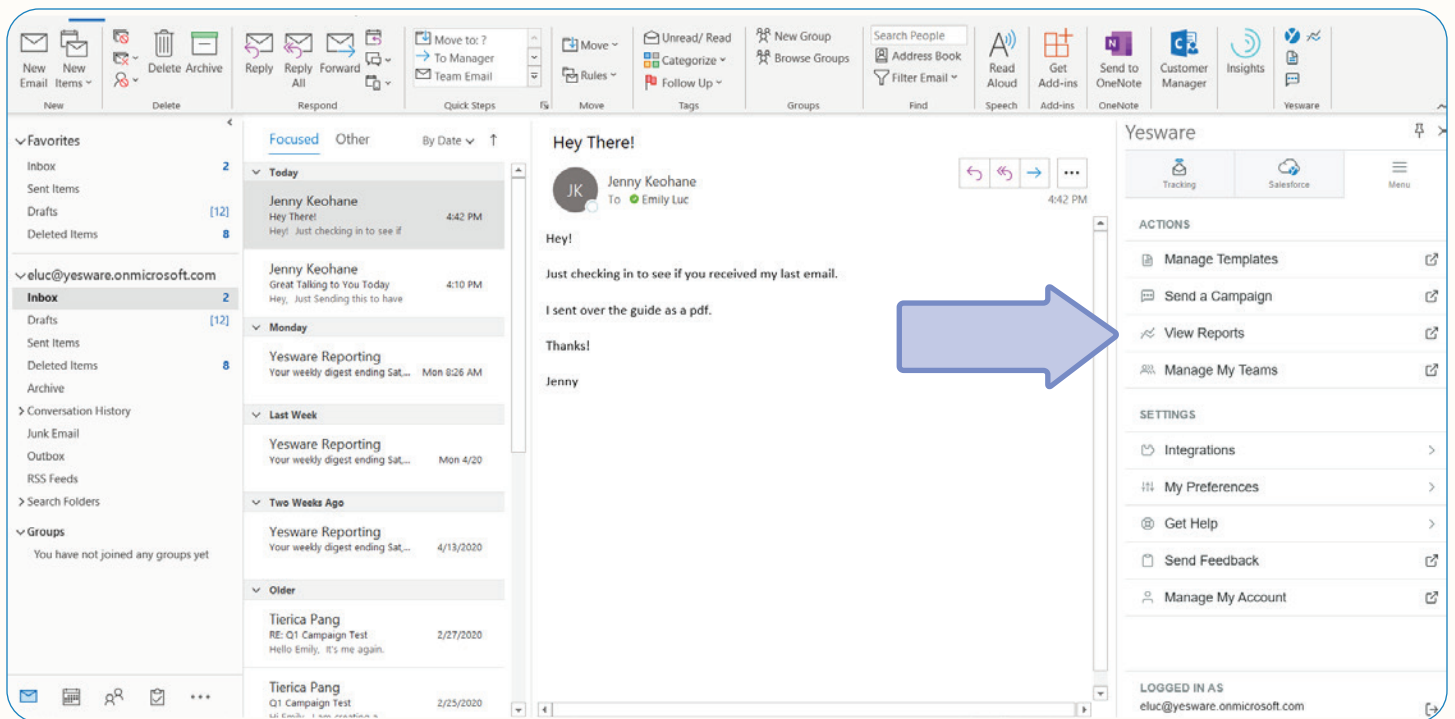 New Email
New Items
Delete
Archive
Reply
Reply All
Forward
Move to: ?
To Manager
Team Email
Move
Rules
Unread/ Read
Categorize
Follow Up
New Group
Browse Groups
Search People
Address Book
Filter Email
Read Aloud
Get Add-ins
Send to OneNote
Customer Manager
Insights
New
Delete
Respond
Quick Steps
Move
Tags
Groups
Find
Speech
Add-ins
OneNote
Yesware
Favorites
Inbox 2
Sent Items
Drafts [12]
Deleted Items 8
eluc@yesware.onmicrosoft.com
Inbox 2
Drafts [12]
Sent Items
Deleted Items 8
Archive
Conversation History
Junk Email
Outbox
RSS Feeds
Search Folders
Groups
You have not joined any groups yet
Focused Other By Date
Today
Jenny Keohane
Hey There! 4:42 PM
Hey! Just checking in to see if
Jenny Keohane
Great Talking to You Today 4:10 PM
Hey, Just Sending this to have
Monday
Yesware Reporting
Your weekly digest ending Sat,... Mon 8:26 AM
Last Week
Yesware Reporting
Your weekly digest ending Sat,... Mon 4/20
Two Weeks Ago
Yesware Reporting
Your weekly digest ending Sat,... 4/13/2020
Older
Tierica Pang
RE: Q1 Campaign Test 2/27/2020
Hello Emily, It's me again.
Tierica Pang
Q1 Campaign Test 2/25/2020
Hi Emily, I am creating a
Hey There!
JK
Jenny Keohane
To Emily Luc 4:42 PM
Hey!
Just checking in to see if you received my last email.
I sent over the guide as a pdf.
Thanks!
Jenny
Yesware
Tracking Salesforce Menu
ACTIONS
Manage Templates
Send a Campaign
View Reports
Manage My Teams
SETTINGS
Integrations
My Preferences
Get Help
Send Feedback
Manage My Account
LOGGED IN AS
eluc@yesware.onmicrosoft.com